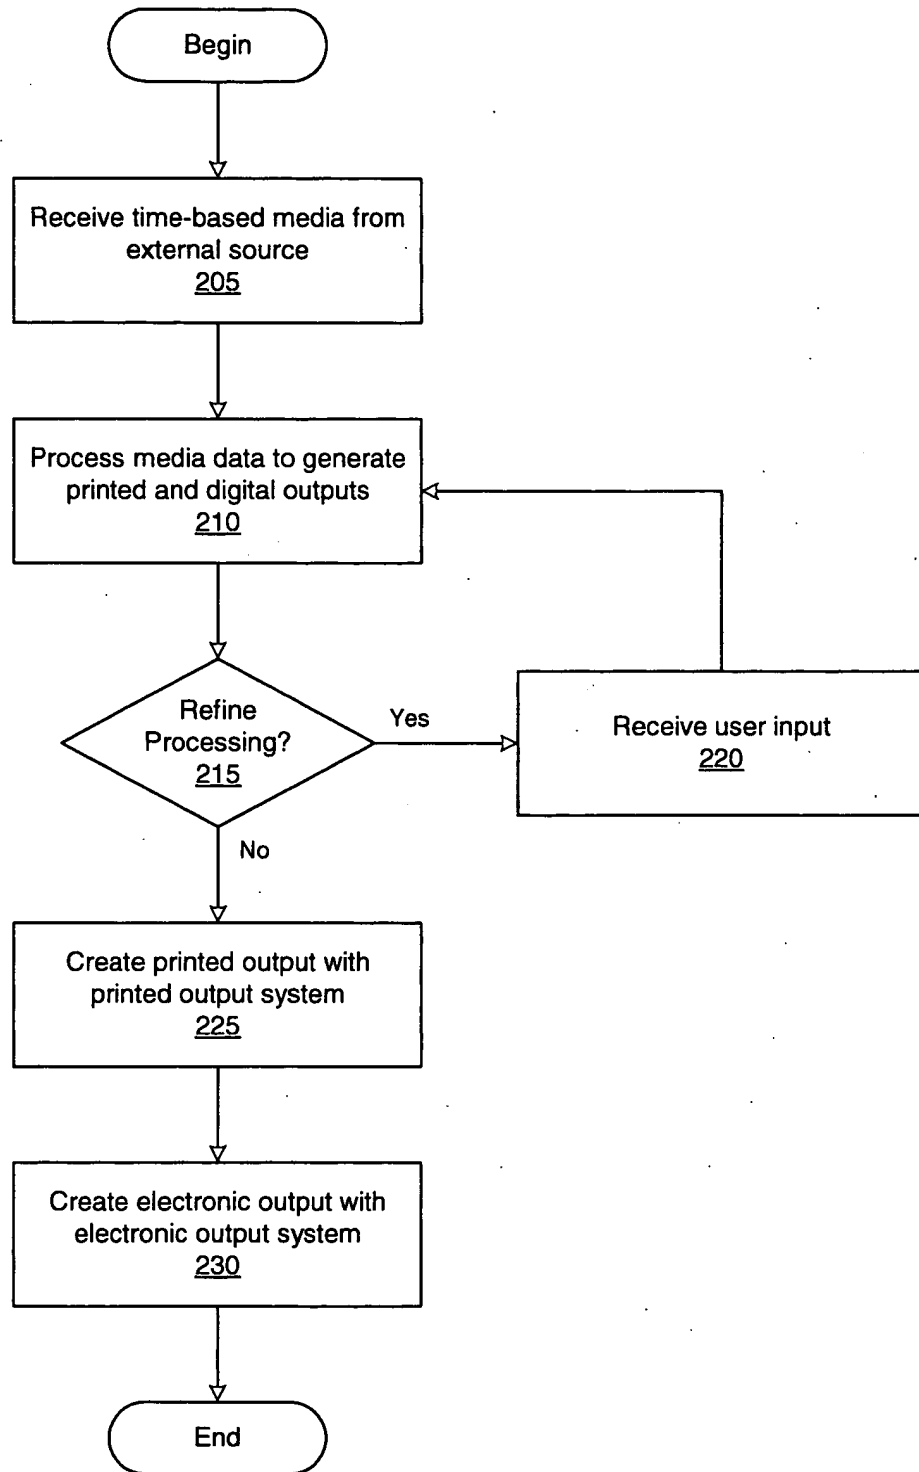 Begin
Receive time-based media from
external source
205
Process media data to generate
printed and digital outputs
210
Refine
Processing?
215
Yes
Receive user input
220
No
Create printed output with
printed output system
225
Create electronic output with
electronic output system
230
End